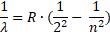 1/λ = R · (1/2² − 1/n²)